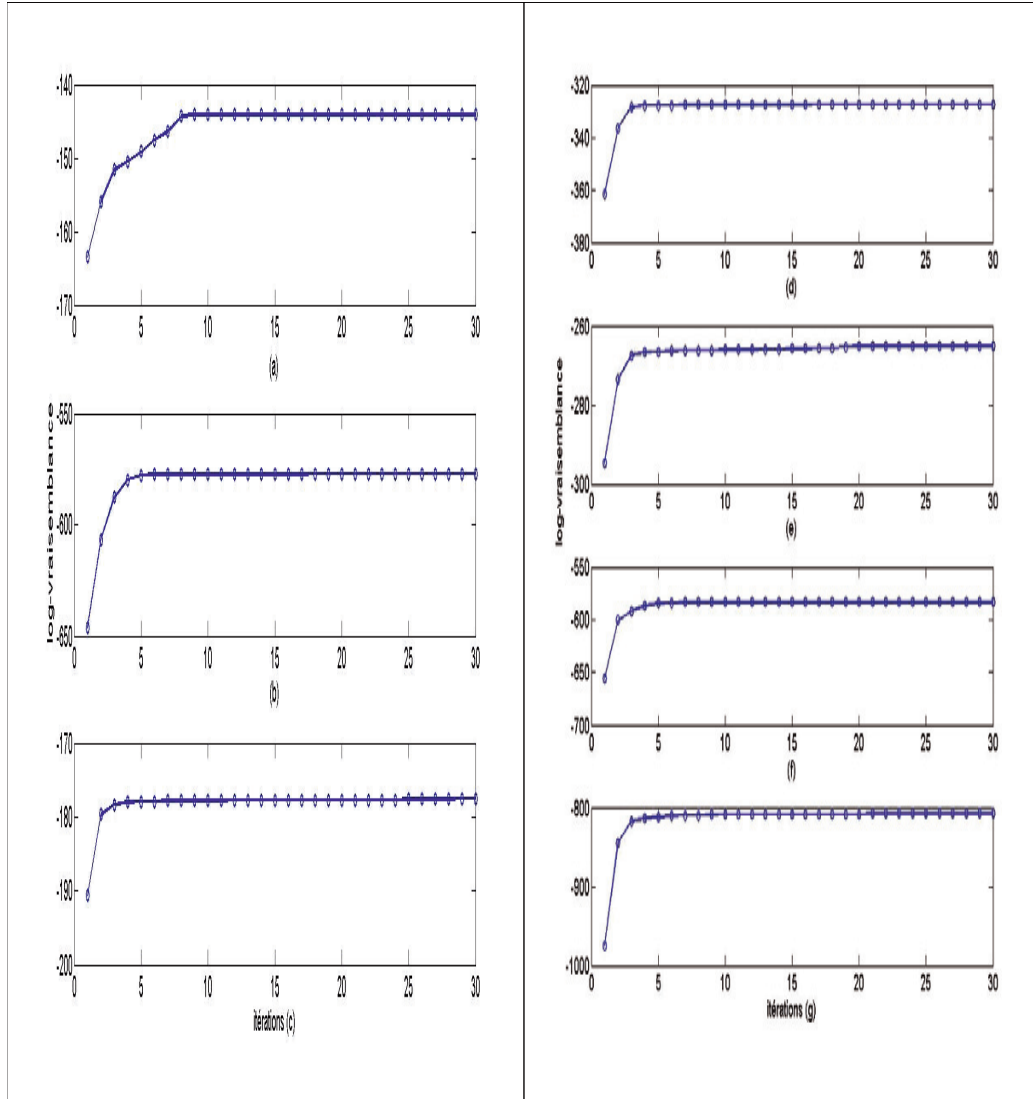 -140
-150
-160
-170
0 5 10 15 20 25 30
(a)
log-vraisemblance
-550
-600
-650
0 5 10 15 20 25 30
(b)
-170
-180
-190
-200
0 5 10 15 20 25 30
itérations (c)
-320
-340
-360
-380
0 5 10 15 20 25 30
(d)
log-vraisemblance
-260
-280
-300
0 5 10 15 20 25 30
(e)
-550
-600
-650
-700
0 5 10 15 20 25 30
(f)
-800
-900
-1000
0 5 10 15 20 25 30
itérations (g)